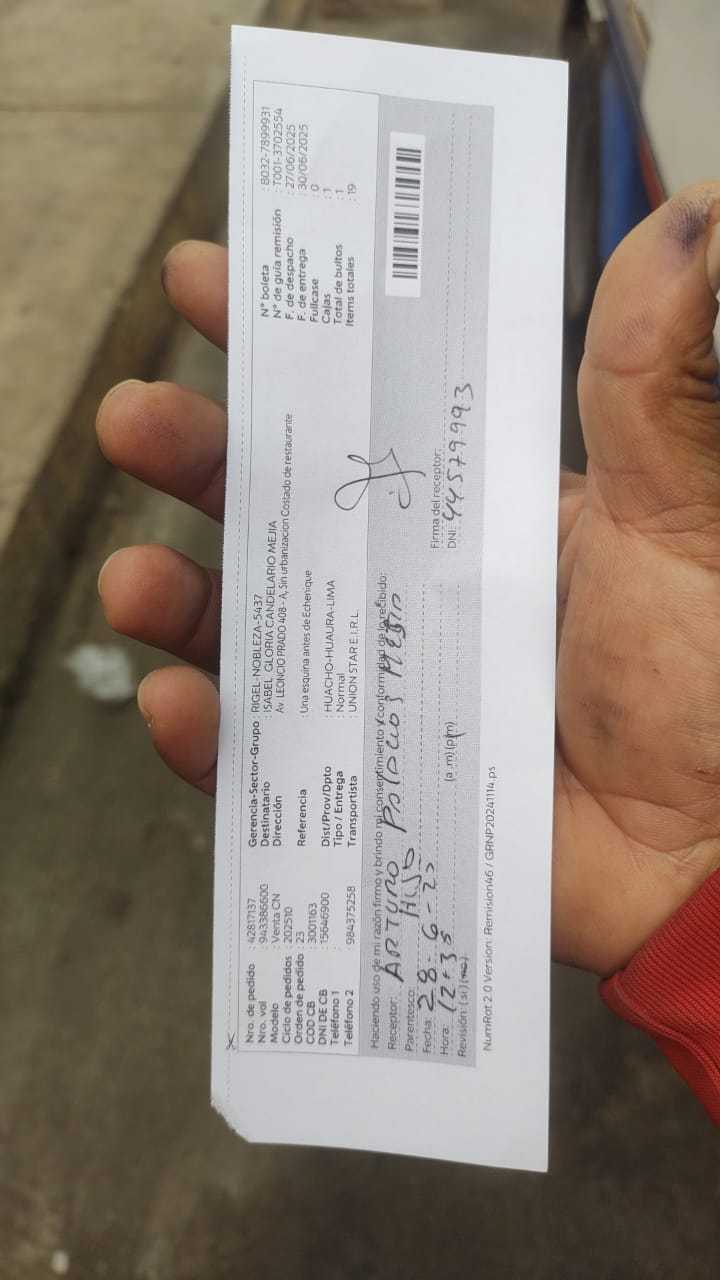 Nro. de pedido : 42817137
Nro. vol : 943386600
Modelo : Venta CN
Ciclo de pedidos : 202510
Orden de pedido : 23
COD CB : 3001163
DNI DE CB : 15646900
Teléfono 1 :
Teléfono 2 984375258
Gerencia-Sector-Grupo : RIGEL-NOBLEZA-5437
Destinatario : ISABEL GLORIA CANDELARIO MEJIA
Dirección : Av. LEONCIO PRADO 408 - A, Sin urbanizacion Costado de restaurante
Referencia : Una esquina antes de Echenique
Dist/Prov/Dpto : HUACHO-HUAURA-LIMA
Tipo / Entrega : Normal
Transportista : UNION STAR E.I.R.L.
N° boleta : B032-7899931
N° de guía remisión : T001-3702554
F. de despacho : 27/06/2025
F. de entrega : 30/06/2025
Fullcase : 0
Cajas : 1
Total de bultos : 1
Items totales : 19
Haciendo uso de mi razón firmo y brindo mi consentimiento y conformidad de lo recibido:
Receptor: ARTURO PALACIOS
Parentesco: HIJO
Fecha: 28-6-25
Hora: 12:30 (a.m)(p.m)
Revisión: (si)(no)
Firma del receptor:
DNI: 44579993
NumRot 2.0 Version: Remision46 / GRNP20241114.ps